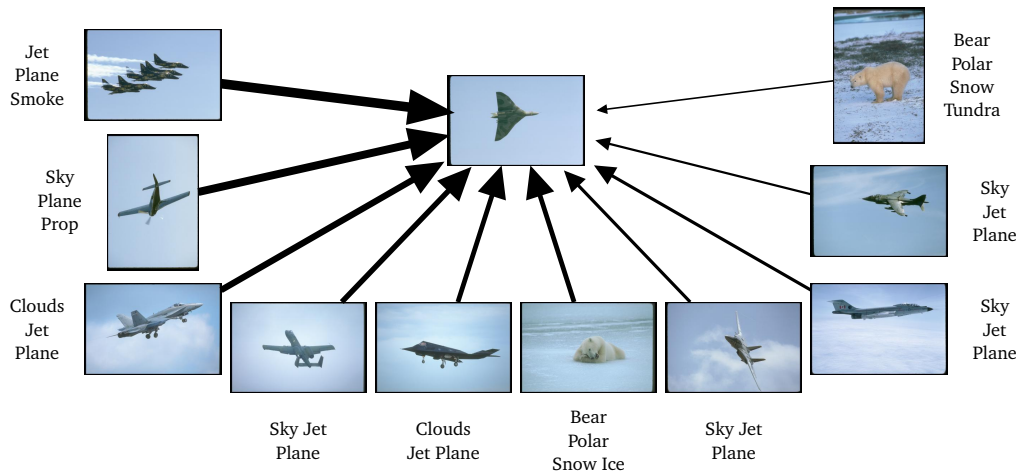 Jet
Plane
Smoke
Bear
Polar
Snow
Tundra
Sky
Plane
Prop
Sky
Jet
Plane
Clouds
Jet
Plane
Sky
Jet
Plane
Sky Jet
Plane
Clouds
Jet Plane
Bear
Polar
Snow Ice
Sky Jet
Plane